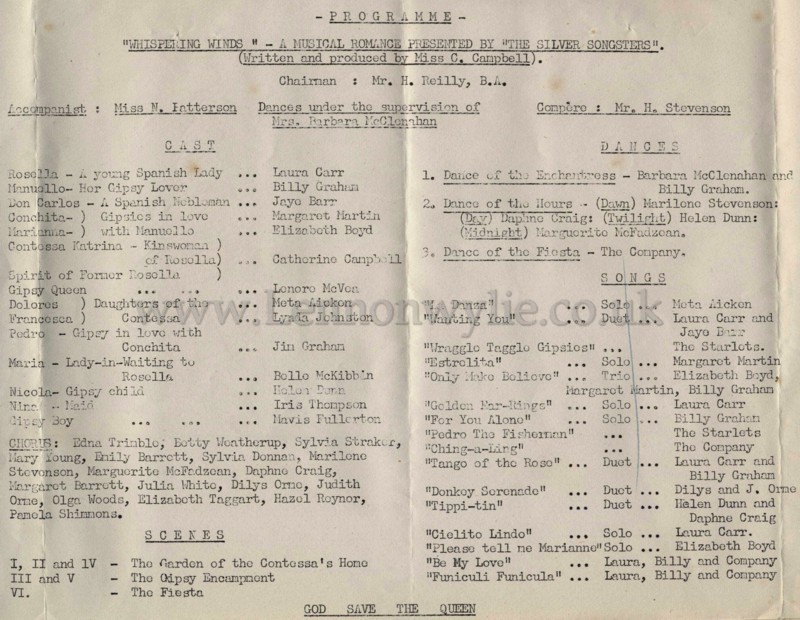 - P R O G R A M M E -
"WHISPERING WINDS " - A MUSICAL ROMANCE PRESENTED BY "THE SILVER SONGSTERS".
(Written and produced by Miss C. Campbell).
Chairman : Mr. H. Reilly, B.A.
Accompanist : Miss N. Patterson
Dances under the supervision of
Mrs. Barbara McClenahan
Compère : Mr. H. Stevenson
C A S T
Rosella - A young Spanish Lady ... Laura Carr
Manuello- Her Gipsy Lover ... Billy Graham
Don Carlos - A Spanish Nobleman ... Jaye Barr
Conchita- ) Gipsies in love ... Margaret Martin
Marianna- ) with Manuello ... Elizabeth Boyd
Contessa Katrina - Kinswoman )
of Rosella) ... Catherine Campbell
Spirit of Former Rosella )
Gipsy Queen ... ... ... Lenore McVea
Dolores ) Daughters of the ... Meta Aicken
Francesca ) Contessa ... Lynda Johnston
Pedro - Gipsy in love with
Conchita ... Jin Graham
Maria - Lady-in-Waiting to
Rosella ... Belle McKibbin
Nicola- Gipsy child ... Helen Dunn
Nina - Maid ... Iris Thompson
Gipsy Boy ... ... ... Mavis Fullerton
CHORUS: Edna Trimble, Betty Weatherup, Sylvia Straker,
Mary Young, Emily Barrett, Sylvia Donnan, Marilene
Stevenson, Marguerite McFadzean, Daphne Craig,
Margaret Barrett, Julia White, Dilys Orme, Judith
Orme, Olga Woods, Elizabeth Taggart, Hazel Reynor,
Pamela Shimmons.
S C E N E S
I, II and lV - The Garden of the Contessa's Home
III and V - The Gipsy Encampment
VI. - The Fiesta
D A N C E S
1. Dance of the Enchantress - Barbara McClenahan and
Billy Graham.
2. Dance of the Hours - (Dawn) Marilene Stevenson:
(Day) Daphne Craig: (Twilight) Helen Dunn:
(Midnight) Marguerite McFadzean.
3. Dance of the Fiesta - The Company.
S O N G S
"La Danza" ... Solo ... Meta Aicken
"Wanting You" ... Duet ... Laura Carr and
Jaye Barr
"Wraggle Taggle Gipsies" ... The Starlets.
"Estrelita" ... Solo ... Margaret Martin
"Only Make Believe" ... Trio ... Elizabeth Boyd,
Margaret Martin, Billy Graham
"Golden Ear-Rings" ... Solo ... Laura Carr
"For You Alone" ... Solo ... Billy Graham
"Pedro The Fisherman" ... The Starlets
"Ching-a-Ling" ... The Company
"Tango of the Rose" ... Duet ... Laura Carr and
Billy Graham
"Donkey Serenade" ... Duet ... Dilys and J. Orme
"Tippi-tin" ... Duet ... Helen Dunn and
Daphne Craig
"Cielito Lindo" ... Solo ... Laura Carr.
"Please tell me Marianne" Solo ... Elizabeth Boyd
"Be My Love" ... Laura, Billy and Company
"Funiculi Funicula" ... Laura, Billy and Company
GOD SAVE THE QUEEN